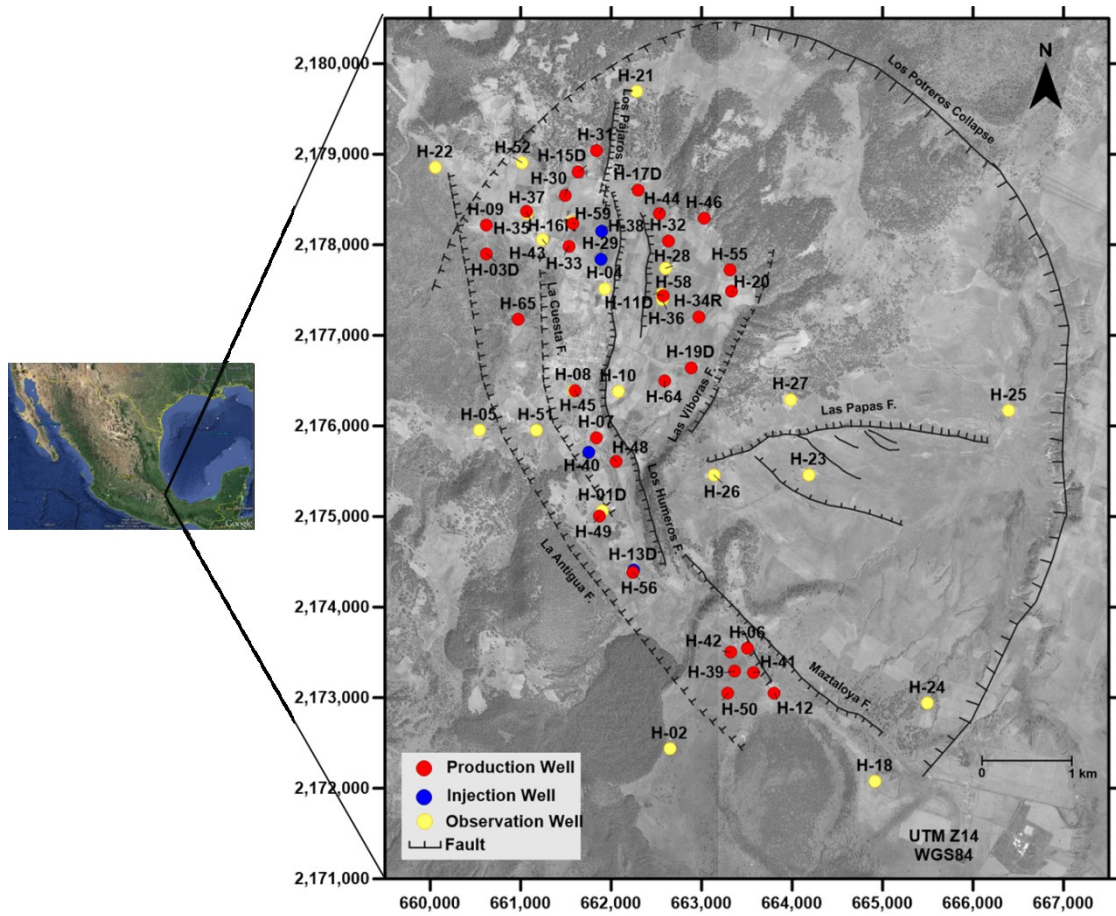 2,180,000
2,179,000
2,178,000
2,177,000
2,176,000
2,175,000
2,174,000
2,173,000
2,172,000
2,171,000
660,000 661,000 662,000 663,000 664,000 665,000 666,000 667,000
N
Los Potreros Collapse
H-21
Los Pájaros F.
H-31
H-52
H-15D
H-22
H-30
H-17D
H-37
H-44
H-46
H-09
H-59
H-35
H-16
H-38
H-32
H-43
H-29
H-33
H-28
H-55
H-03D
H-04
H-58
H-20
H-11D
H-34R
H-36
H-65
La Cuesta F.
H-19D
H-08
H-10
H-64
Las Viboras F.
H-27
H-25
H-45
Las Papas F.
H-05
H-51
H-07
H-48
H-40
H-23
H-26
Los Humeros F.
H-01D
H-49
H-13D
H-56
La Antigua F.
H-06
H-42
H-41
H-39
Maztaloya F.
H-50
H-12
H-24
H-02
H-18
0 1 km
Production Well
Injection Well
Observation Well
Fault
UTM Z14
WGS84
Google